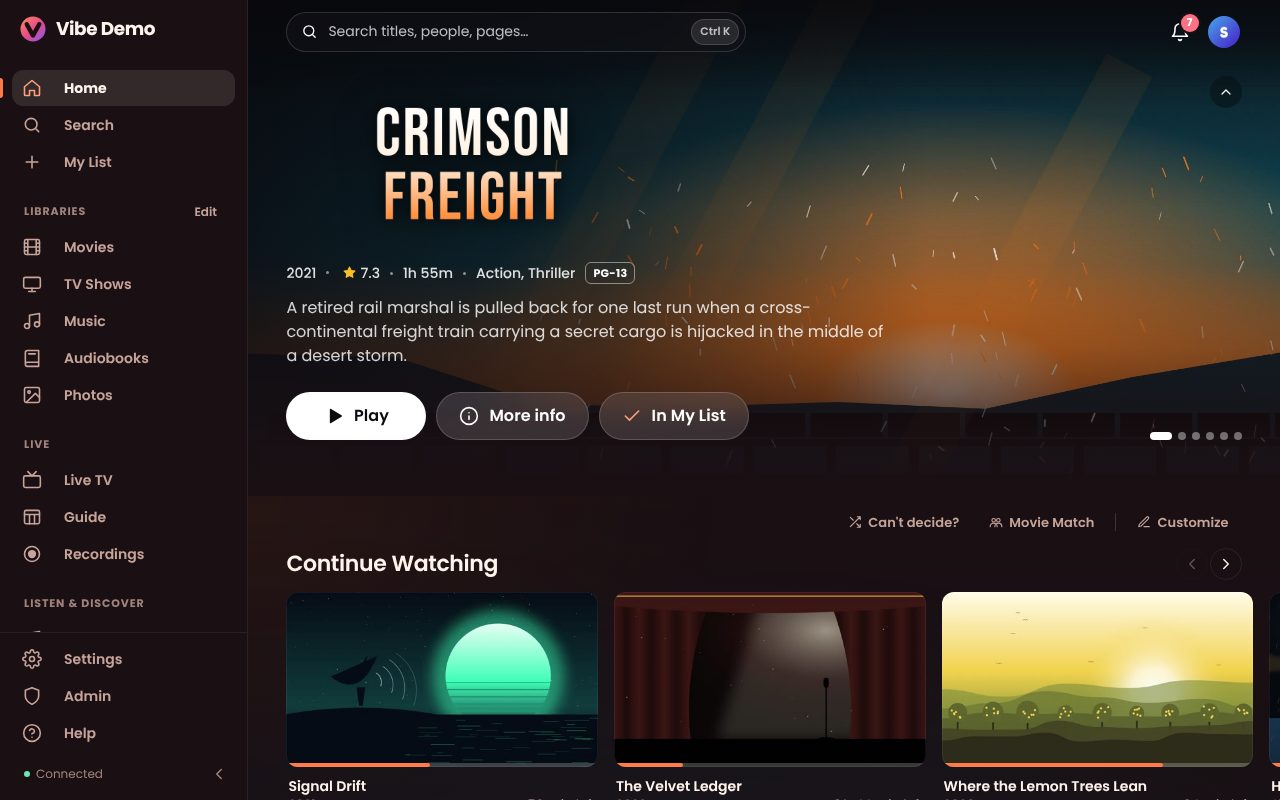 Vibe Demo
Search titles, people, pages...
Ctrl K
7
S
Home
Search
My List
LIBRARIES
Edit
Movies
TV Shows
Music
Audiobooks
Photos
LIVE
Live TV
Guide
Recordings
LISTEN & DISCOVER
Settings
Admin
Help
Connected
CRIMSON
FREIGHT
2021 • 7.3 • 1h 55m • Action, Thriller PG-13
A retired rail marshal is pulled back for one last run when a cross-
continental freight train carrying a secret cargo is hijacked in the middle of
a desert storm.
Play
More info
In My List
Can't decide?
Movie Match
Customize
Continue Watching
Signal Drift
The Velvet Ledger
Where the Lemon Trees Lean